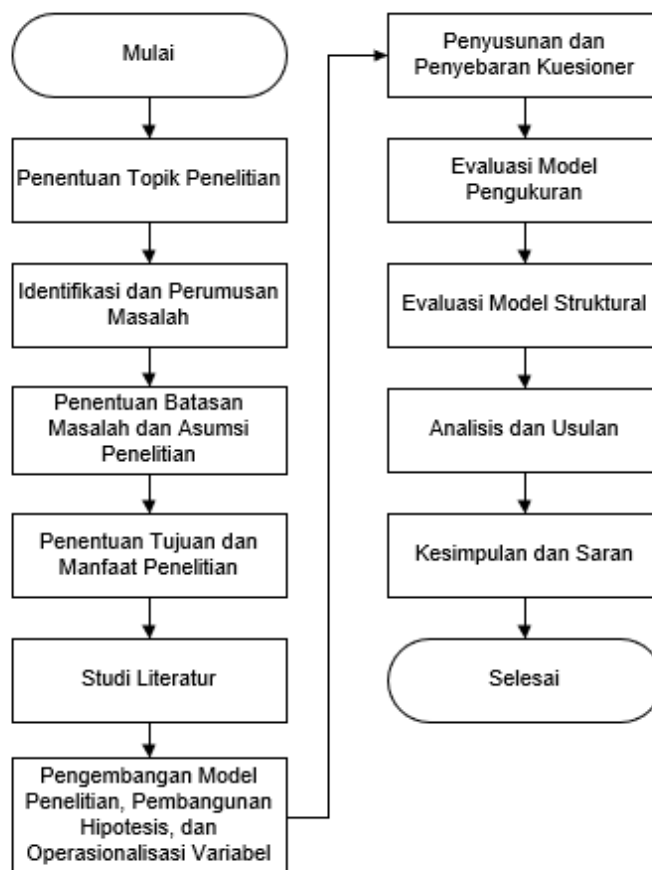 Mulai
Penentuan Topik Penelitian
Identifikasi dan Perumusan
Masalah
Penentuan Batasan
Masalah dan Asumsi
Penelitian
Penentuan Tujuan dan
Manfaat Penelitian
Studi Literatur
Pengembangan Model
Penelitian, Pembangunan
Hipotesis, dan
Operasionalisasi Variabel
Penyusunan dan
Penyebaran Kuesioner
Evaluasi Model
Pengukuran
Evaluasi Model Struktural
Analisis dan Usulan
Kesimpulan dan Saran
Selesai